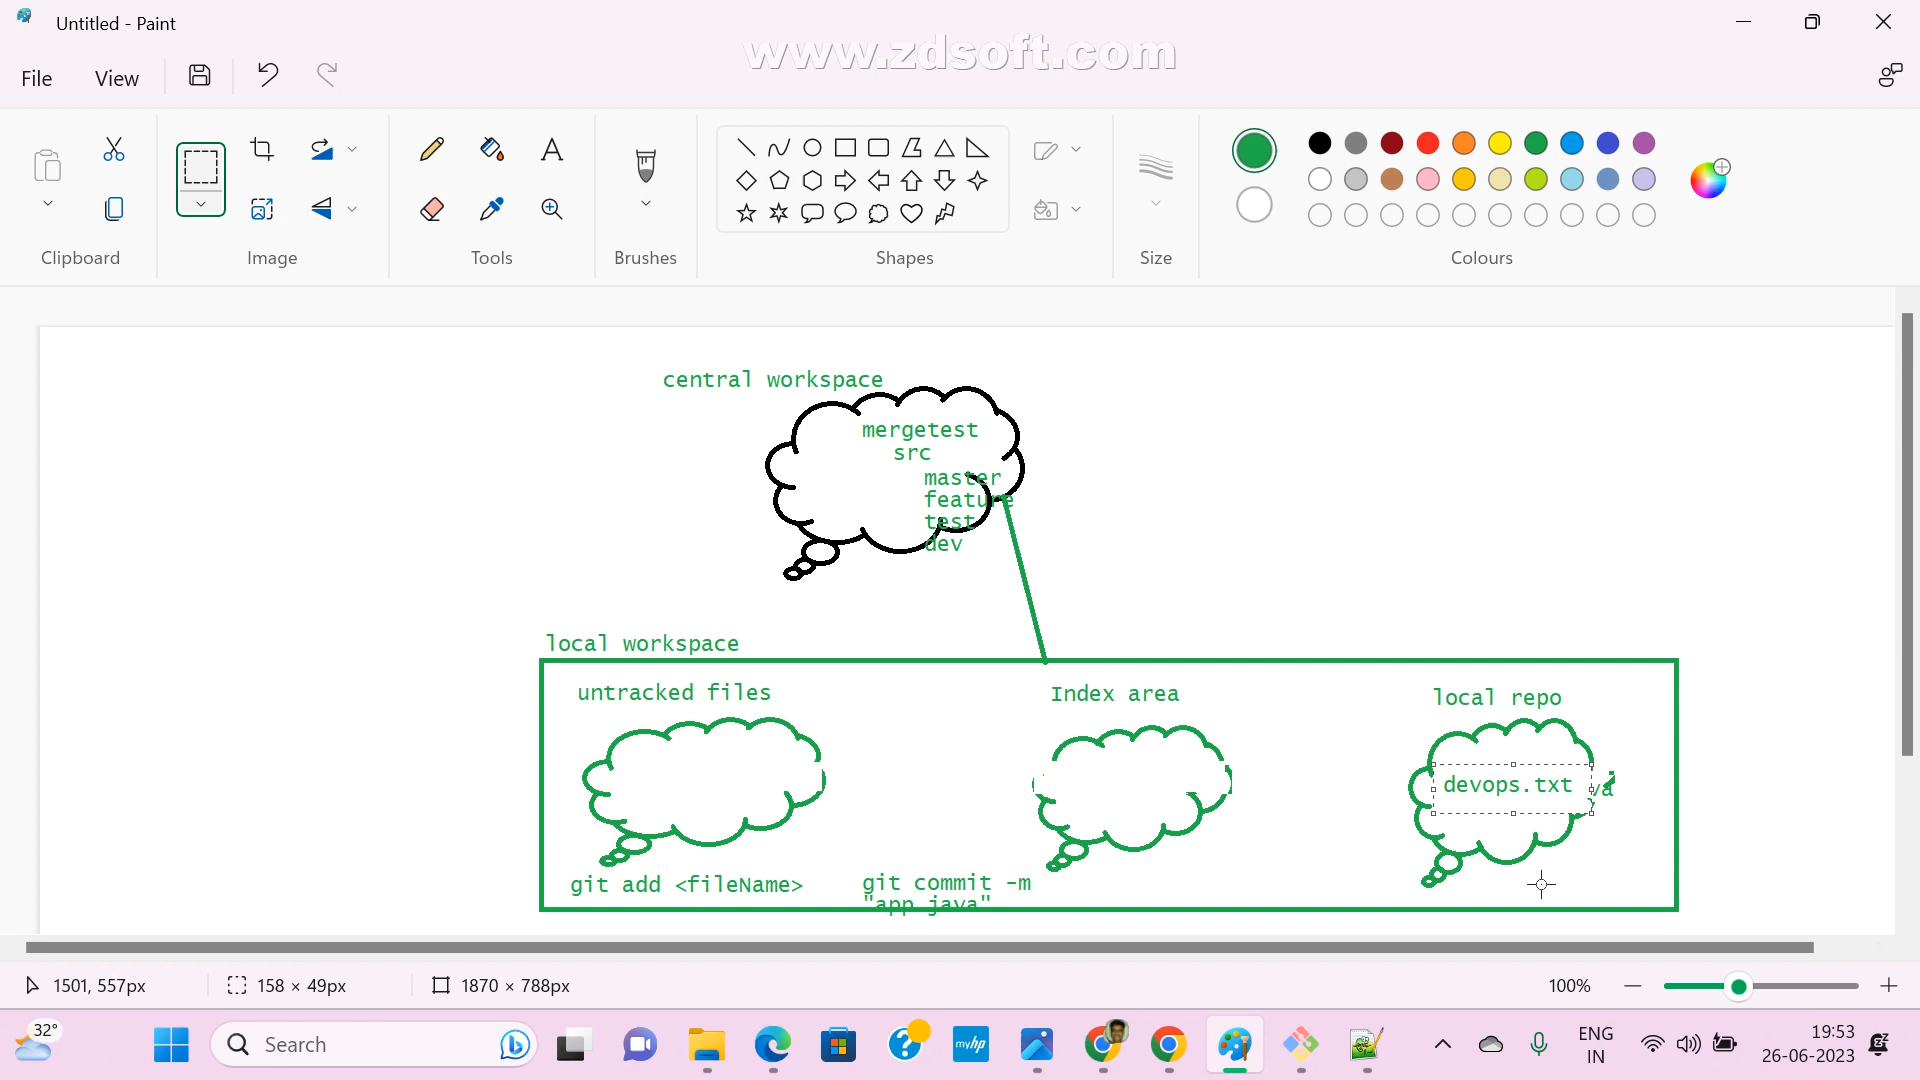 Untitled - Paint
www.zdsoft.com
File
View
Clipboard
Image
Tools
Brushes
Shapes
Size
Colours
central workspace
mergetest
src
master
feature
test
dev
local workspace
untracked files
Index area
local repo
devops.txt
va
git add <fileName>
git commit -m
"app java"
1501, 557px
158 × 49px
1870 × 788px
100%
32°
Search
myhp
ENG
IN
19:53
26-06-2023